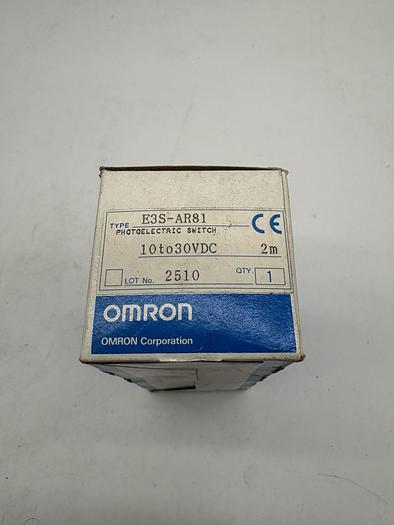 TYPE E3S-AR81
PHOTOELECTRIC SWITCH CE
10to30VDC 2m
LOT No. 2510 QTY. 1
OMRON
OMRON Corporation